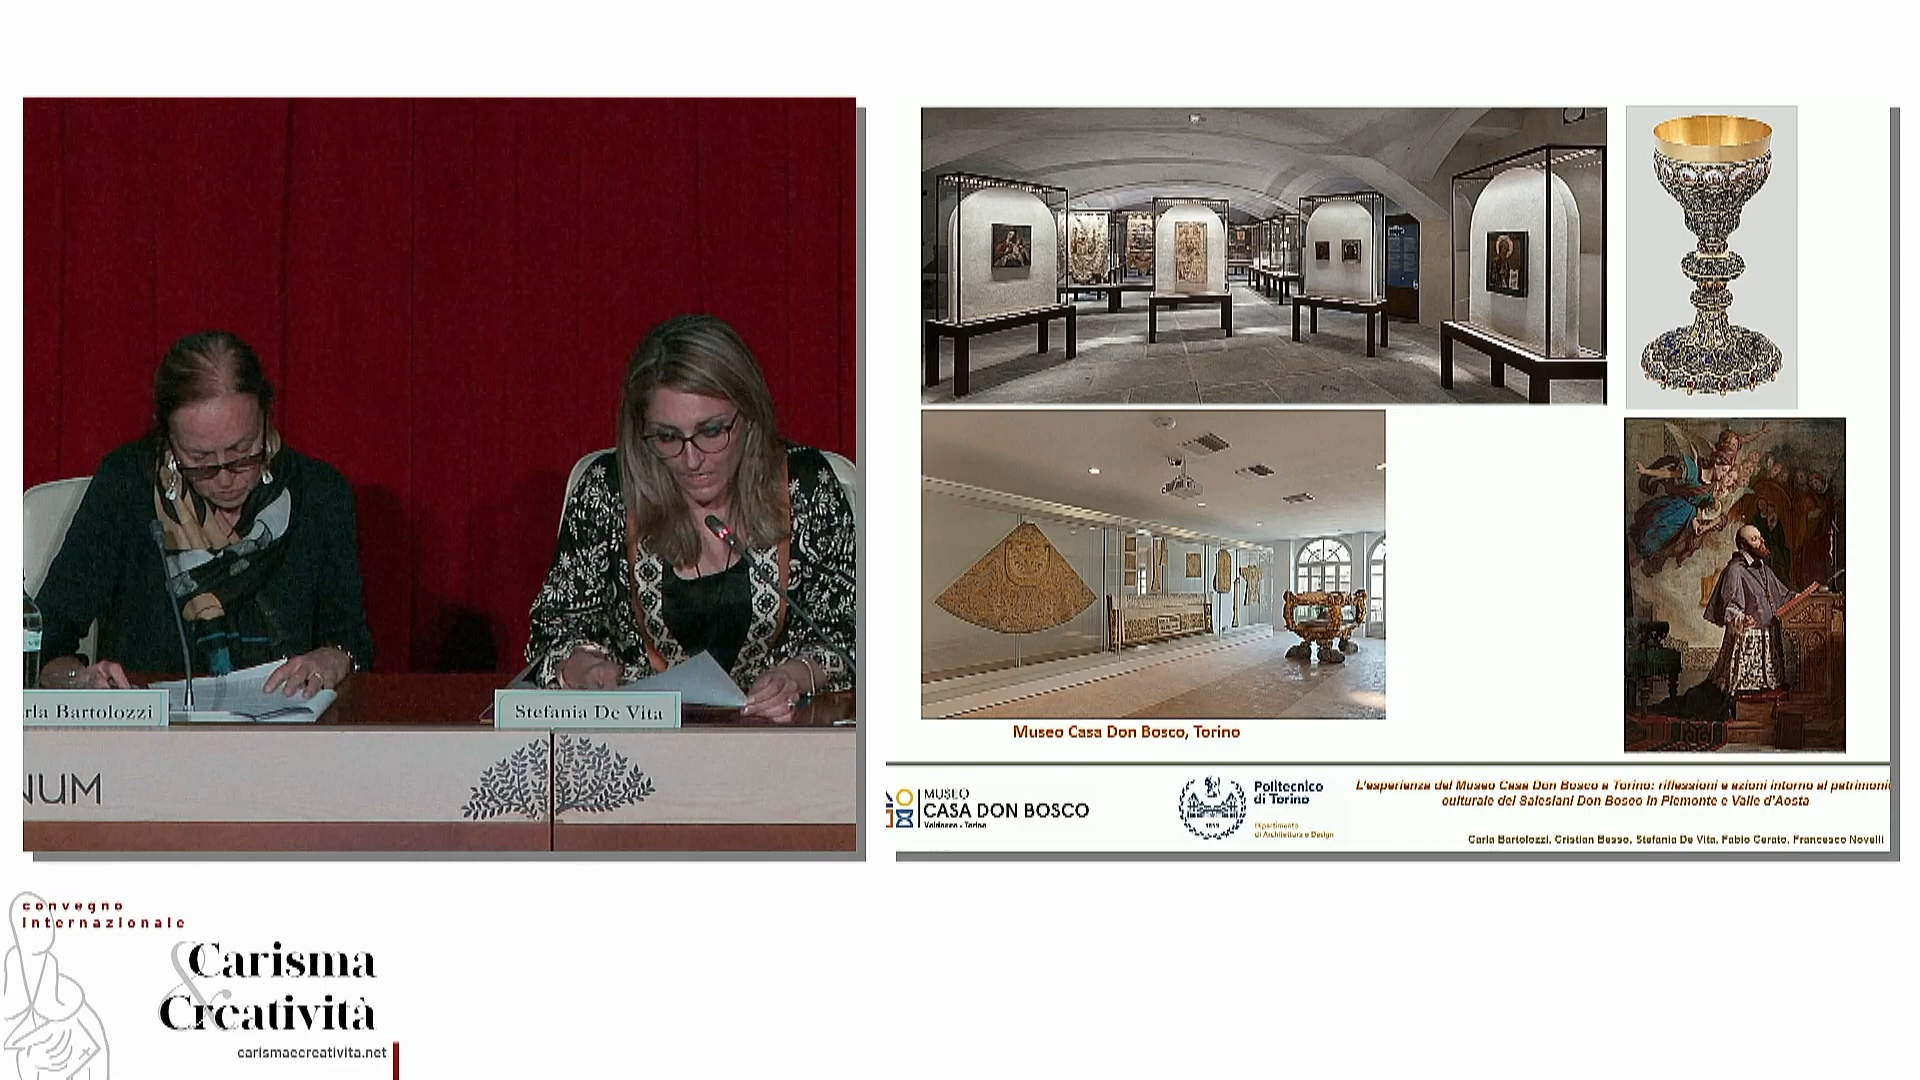 rla Bartolozzi
Stefania De Vita
NUM
Museo Casa Don Bosco, Torino
MUSEO
CASA DON BOSCO
Valdocco - Torino
Politecnico
di Torino
1859
Dipartimento
di Architettura e Design
L'esperienza del Museo Casa Don Bosco a Torino: riflessioni e azioni intorno al patrimonio
culturale dei Salesiani Don Bosco in Piemonte e Valle d'Aosta
Carla Bartolozzi, Cristian Besso, Stefania De Vita, Fabio Cerato, Francesco Novelli
convegno
internazionale
Carisma
&
Creatività
carismaecreativita.net